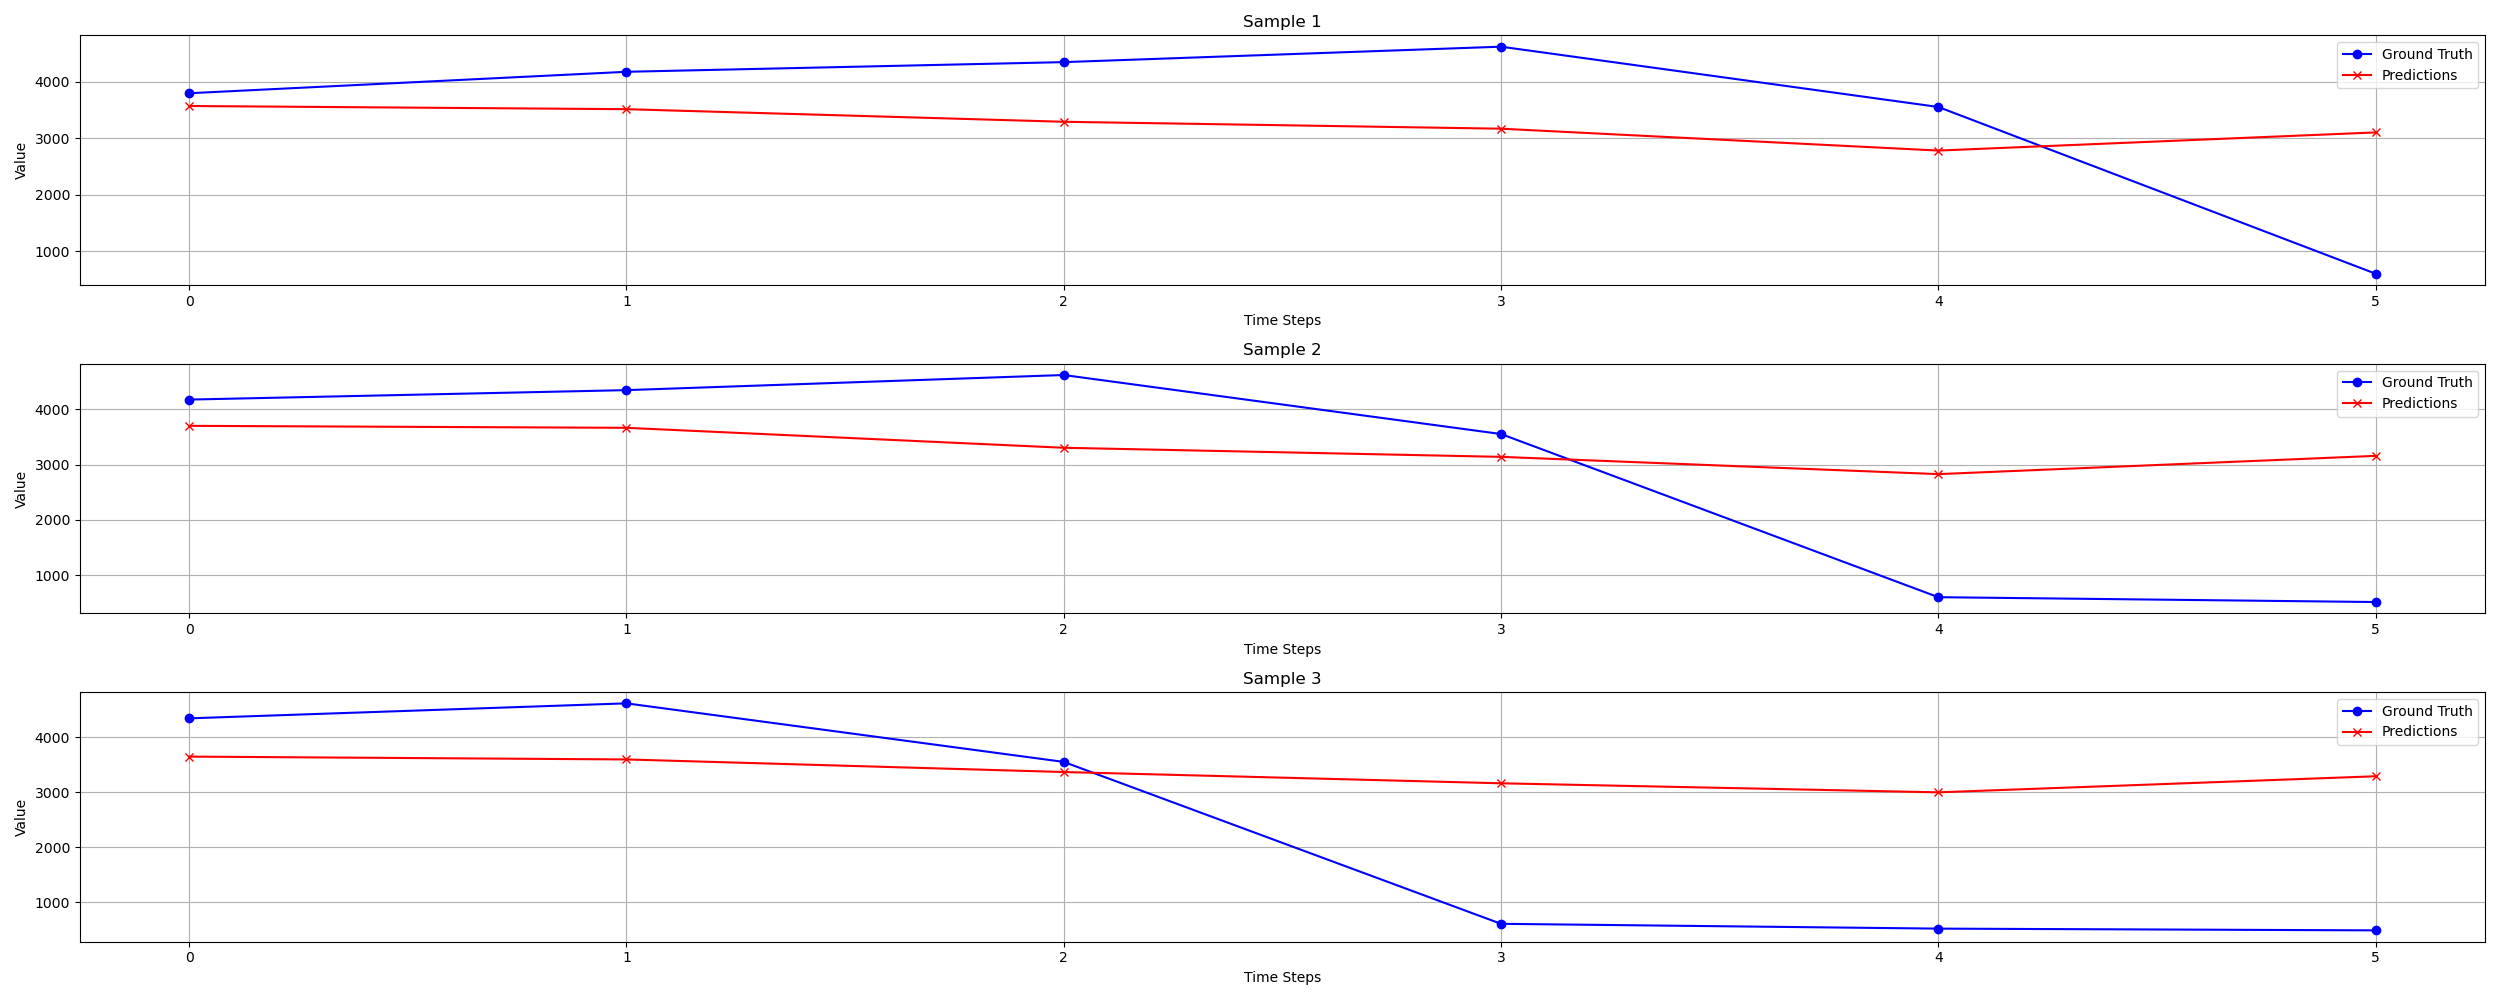 Sample 1
Value
4000
3000
2000
1000
Ground Truth
Predictions
0 1 2 3 4 5
Time Steps
Sample 2
Value
4000
3000
2000
1000
Ground Truth
Predictions
0 1 2 3 4 5
Time Steps
Sample 3
Value
4000
3000
2000
1000
Ground Truth
Predictions
0 1 2 3 4 5
Time Steps